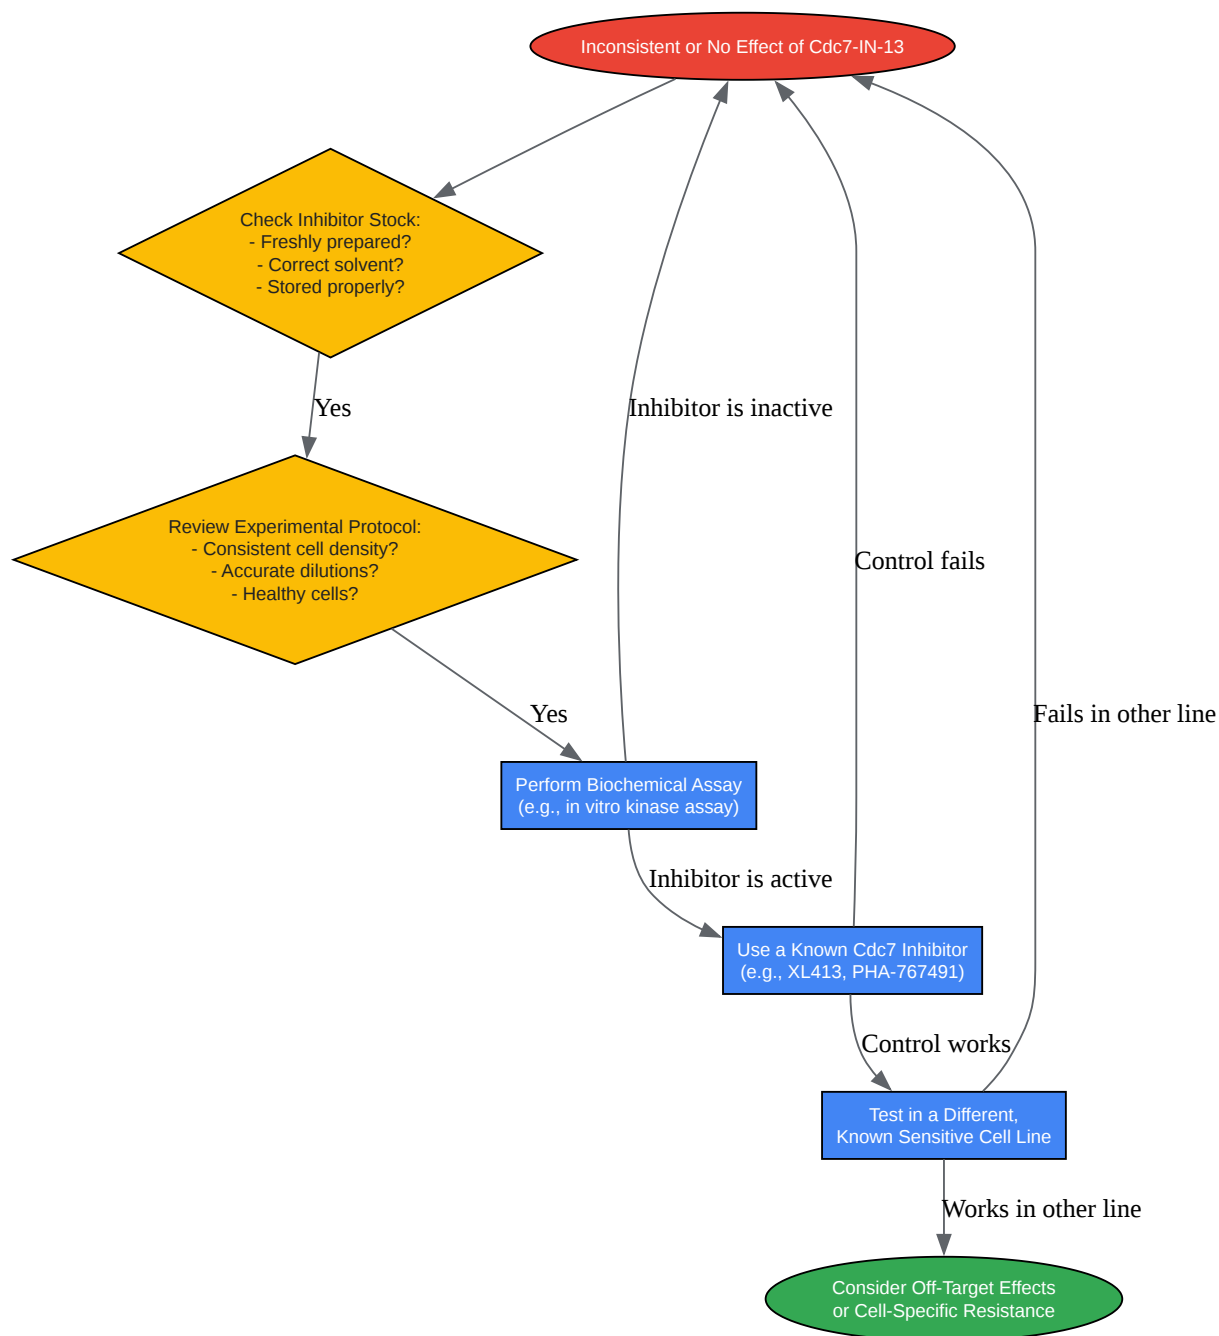 Inconsistent or No Effect of Cdc7-IN-13
Check Inhibitor Stock:
- Freshly prepared?
- Correct solvent?
- Stored properly?
Yes
Inhibitor is inactive
Review Experimental Protocol:
- Consistent cell density?
- Accurate dilutions?
- Healthy cells?
Control fails
Yes
Fails in other line
Perform Biochemical Assay
(e.g., in vitro kinase assay)
Inhibitor is active
Use a Known Cdc7 Inhibitor
(e.g., XL413, PHA-767491)
Control works
Test in a Different,
Known Sensitive Cell Line
Works in other line
Consider Off-Target Effects
or Cell-Specific Resistance